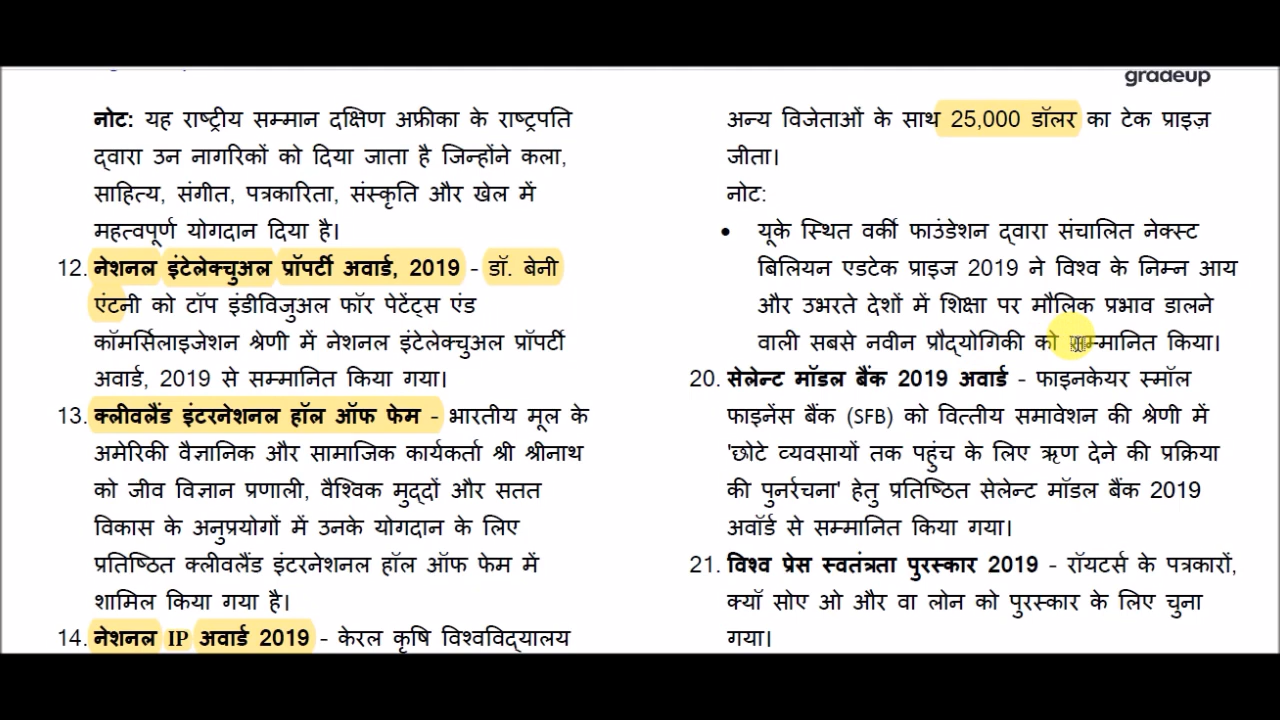 gradeup
नोट: यह राष्ट्रीय सम्मान दक्षिण अफ्रीका के राष्ट्रपति
द्वारा उन नागरिकों को दिया जाता है जिन्होंने कला,
साहित्य, संगीत, पत्रकारिता, संस्कृति और खेल में
महत्वपूर्ण योगदान दिया है।
12. नेशनल इंटेलेक्चुअल प्रॉपर्टी अवार्ड, 2019 - डॉ. बेनी
एंटनी को टॉप इंडीविजुअल फॉर पेटेंट्स एंड
कॉमर्सिलाइजेशन श्रेणी में नेशनल इंटेलेक्चुअल प्रॉपर्टी
अवार्ड, 2019 से सम्मानित किया गया।
13. क्लीवलैंड इंटरनेशनल हॉल ऑफ फेम - भारतीय मूल के
अमेरिकी वैज्ञानिक और सामाजिक कार्यकर्ता श्री श्रीनाथ
को जीव विज्ञान प्रणाली, वैश्विक मुद्दों और सतत
विकास के अनुप्रयोगों में उनके योगदान के लिए
प्रतिष्ठित क्लीवलैंड इंटरनेशनल हॉल ऑफ फेम में
शामिल किया गया है।
14. नेशनल IP अवार्ड 2019 - केरल कृषि विश्वविद्यालय
अन्य विजेताओं के साथ 25,000 डॉलर का टेक प्राइज़
जीता।
नोट:
• यूके स्थित वर्की फाउंडेशन द्वारा संचालित नेक्स्ट
बिलियन एडटेक प्राइज 2019 ने विश्व के निम्न आय
और उभरते देशों में शिक्षा पर मौलिक प्रभाव डालने
वाली सबसे नवीन प्रौद्योगिकी को सम्मानित किया।
20. सेलेन्ट मॉडल बैंक 2019 अवार्ड - फाइनकेयर स्मॉल
फाइनेंस बैंक (SFB) को वित्तीय समावेशन की श्रेणी में
'छोटे व्यवसायों तक पहुंच के लिए ऋण देने की प्रक्रिया
की पुनर्रचना' हेतु प्रतिष्ठित सेलेन्ट मॉडल बैंक 2019
अवॉर्ड से सम्मानित किया गया।
21. विश्व प्रेस स्वतंत्रता पुरस्कार 2019 - रॉयटर्स के पत्रकारों,
क्यॉ सोए ओ और वा लोन को पुरस्कार के लिए चुना
गया।